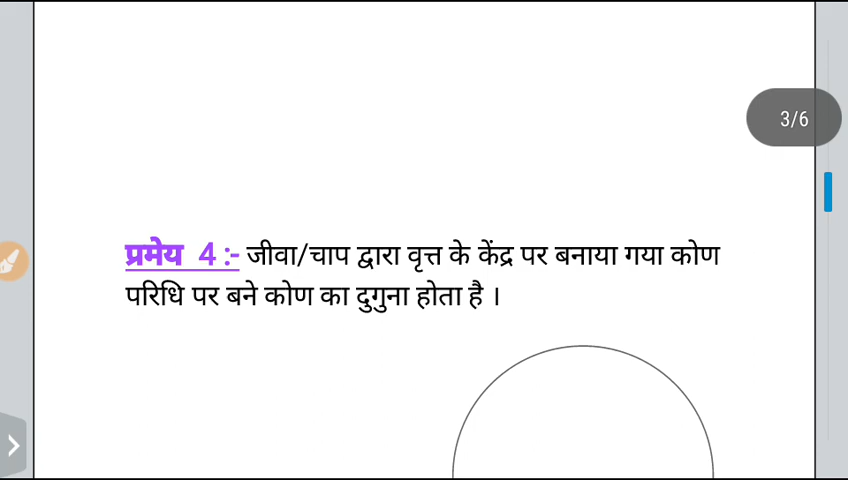 3/6
प्रमेय 4 :- जीवा/चाप द्वारा वृत्त के केंद्र पर बनाया गया कोण
परिधि पर बने कोण का दुगुना होता है ।